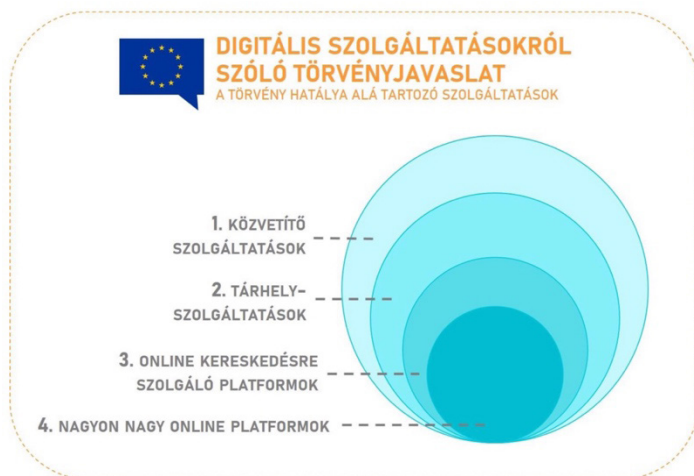 DIGITÁLIS SZOLGÁLTATÁSOKRÓL
SZÓLÓ TÖRVÉNYJAVASLAT
A TÖRVÉNY HATÁLYA ALÁ TARTOZÓ SZOLGÁLTATÁSOK
1. KÖZVETÍTŐ
SZOLGÁLTATÁSOK
2. TÁRHELY-
SZOLGÁLTATÁSOK
3. ONLINE KERESKEDÉSRE
SZOLGÁLÓ PLATFORMOK
4. NAGYON NAGY ONLINE PLATFORMOK